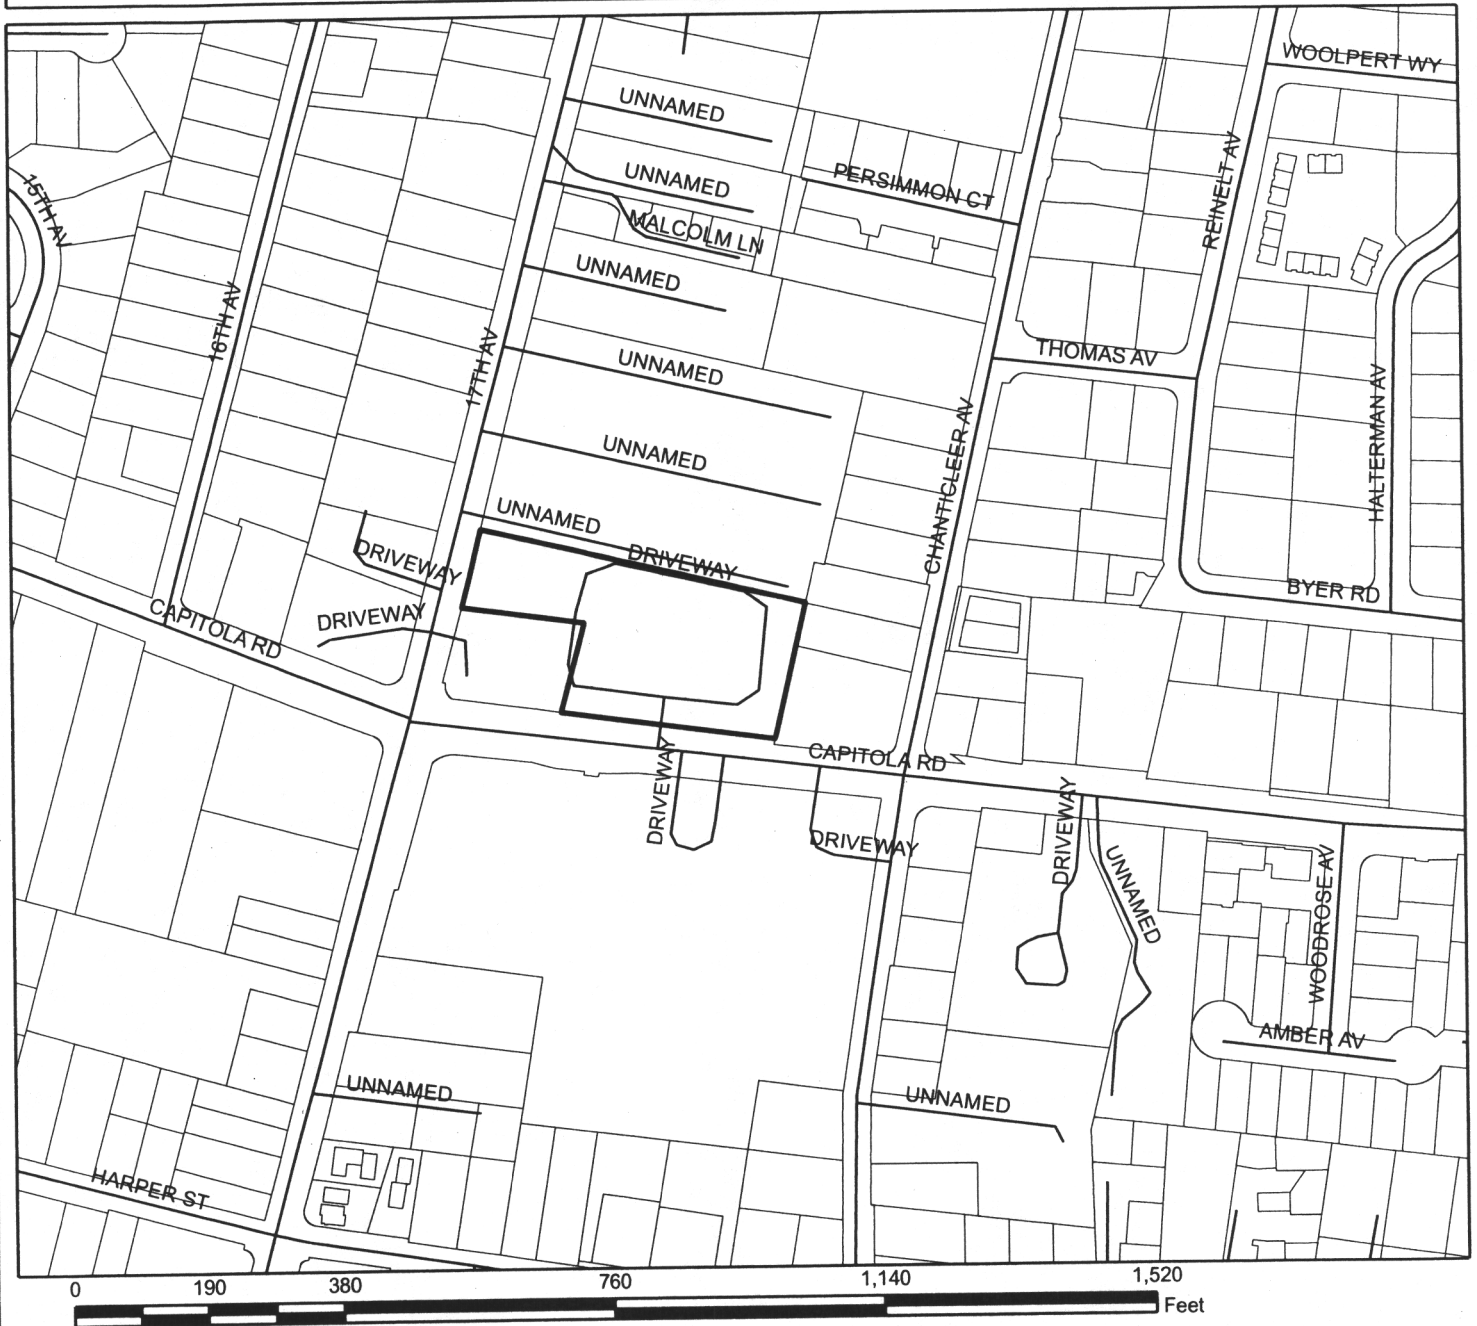 WOOLPERT WY
UNNAMED
REINELT AV
PERSIMMON CT
UNNAMED
15TH AV
MALCOLM LN
UNNAMED
16TH AV
17TH AV
THOMAS AV
UNNAMED
HALTERMAN AV
CHANTICLEER AV
UNNAMED
UNNAMED
DRIVEWAY
DRIVEWAY
BYER RD
DRIVEWAY
CAPITOLA RD
CAPITOLA RD
DRIVEWAY
DRIVEWAY
DRIVEWAY
UNNAMED
WOODROSE AV
AMBER AV
UNNAMED
UNNAMED
HARPER ST
0 190 380 760 1,140 1,520
Feet